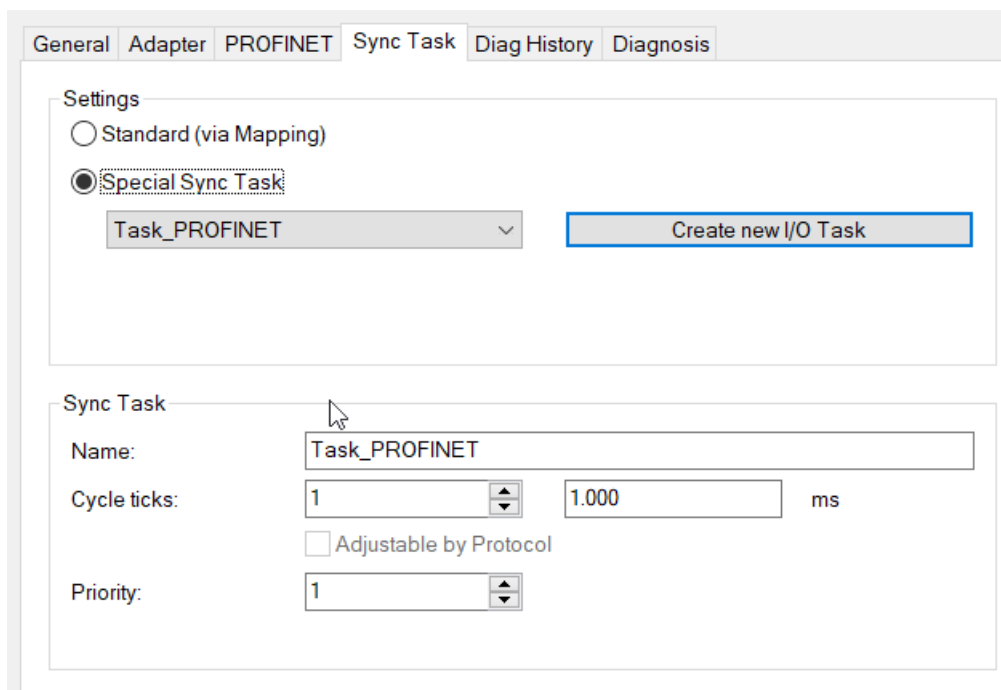 General Adapter PROFINET Sync Task Diag History Diagnosis
Settings
Standard (via Mapping)
Special Sync Task
Task_PROFINET Create new I/O Task
Sync Task
Name: Task_PROFINET
Cycle ticks: 1 1.000 ms
Adjustable by Protocol
Priority: 1